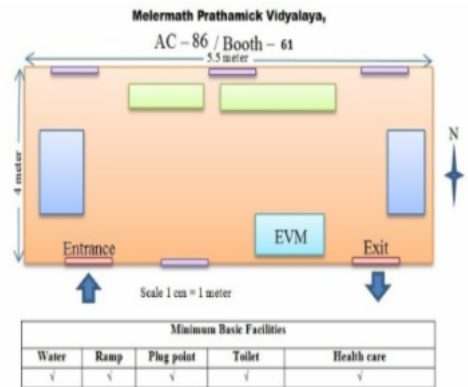 Melermath Prathamick Vidyalaya,
AC – 86 / Booth – 61
5.5 meter
4 meter
N
EVM
Entrance
Exit
Scale 1 cm = 1 meter
Minimum Basic Facilities
Water Ramp Plug point Toilet Health care
√ √ √ √ √